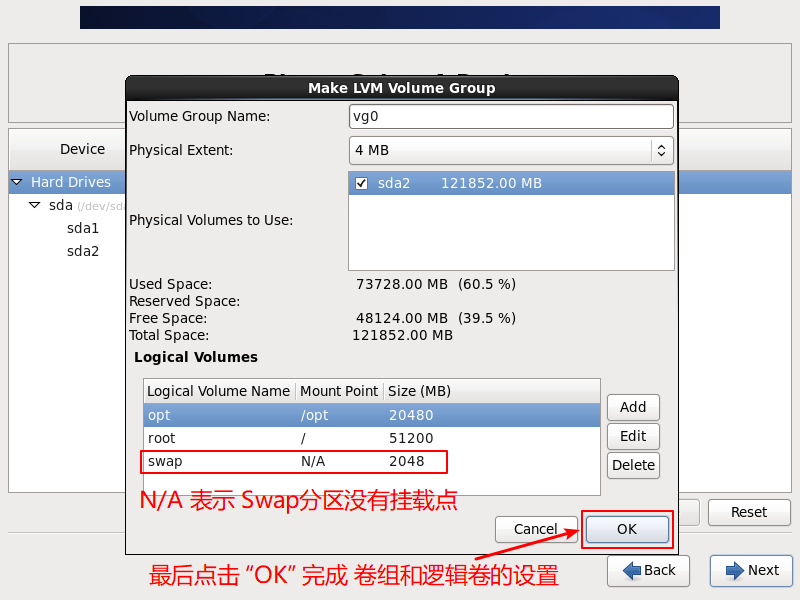 Make LVM Volume Group
Volume Group Name: vg0
Physical Extent: 4 MB
Device
Hard Drives
sda (/dev/sda
sda1
sda2
sda2 121852.00 MB
Physical Volumes to Use:
Used Space: 73728.00 MB (60.5 %)
Reserved Space:
Free Space: 48124.00 MB (39.5 %)
Total Space: 121852.00 MB
Logical Volumes
Logical Volume Name Mount Point Size (MB)
opt /opt 20480
root / 51200
swap N/A 2048
Add
Edit
Delete
N/A 表示 Swap分区没有挂载点
Reset
Cancel OK
最后点击 “OK” 完成 卷组和逻辑卷的设置
Back Next